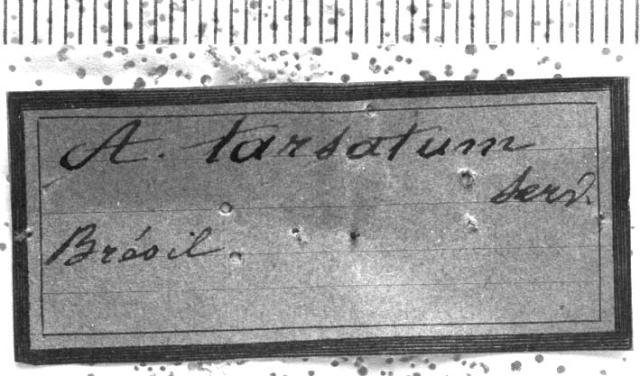 A. tarsatum
Serv.
Brésil.